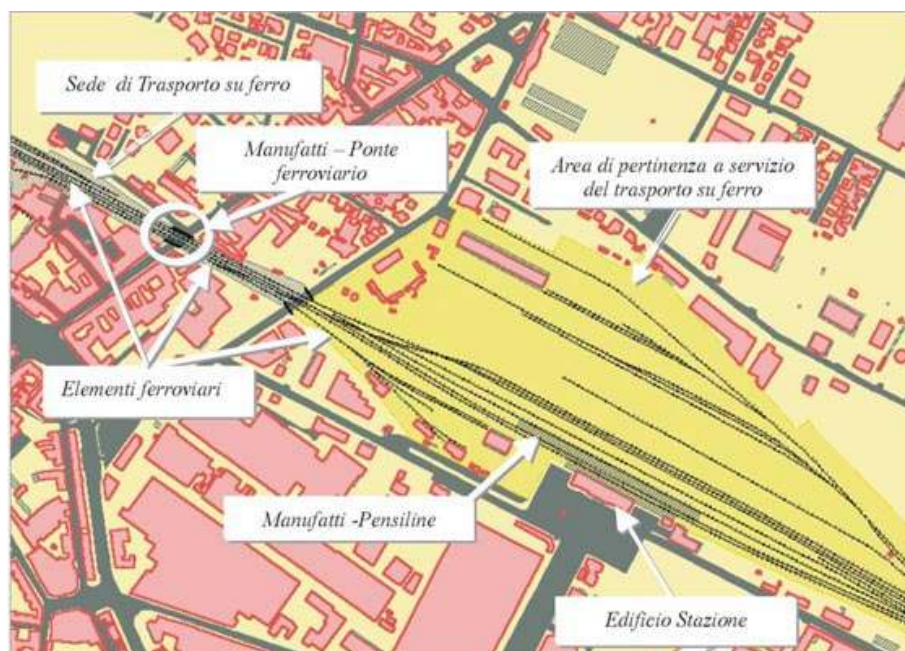 Sede di Trasporto su ferro
Manufatti – Ponte
ferroviario
Area di pertinenza a servizio
del trasporto su ferro
Elementi ferroviari
Manufatti -Pensiline
Edificio Stazione